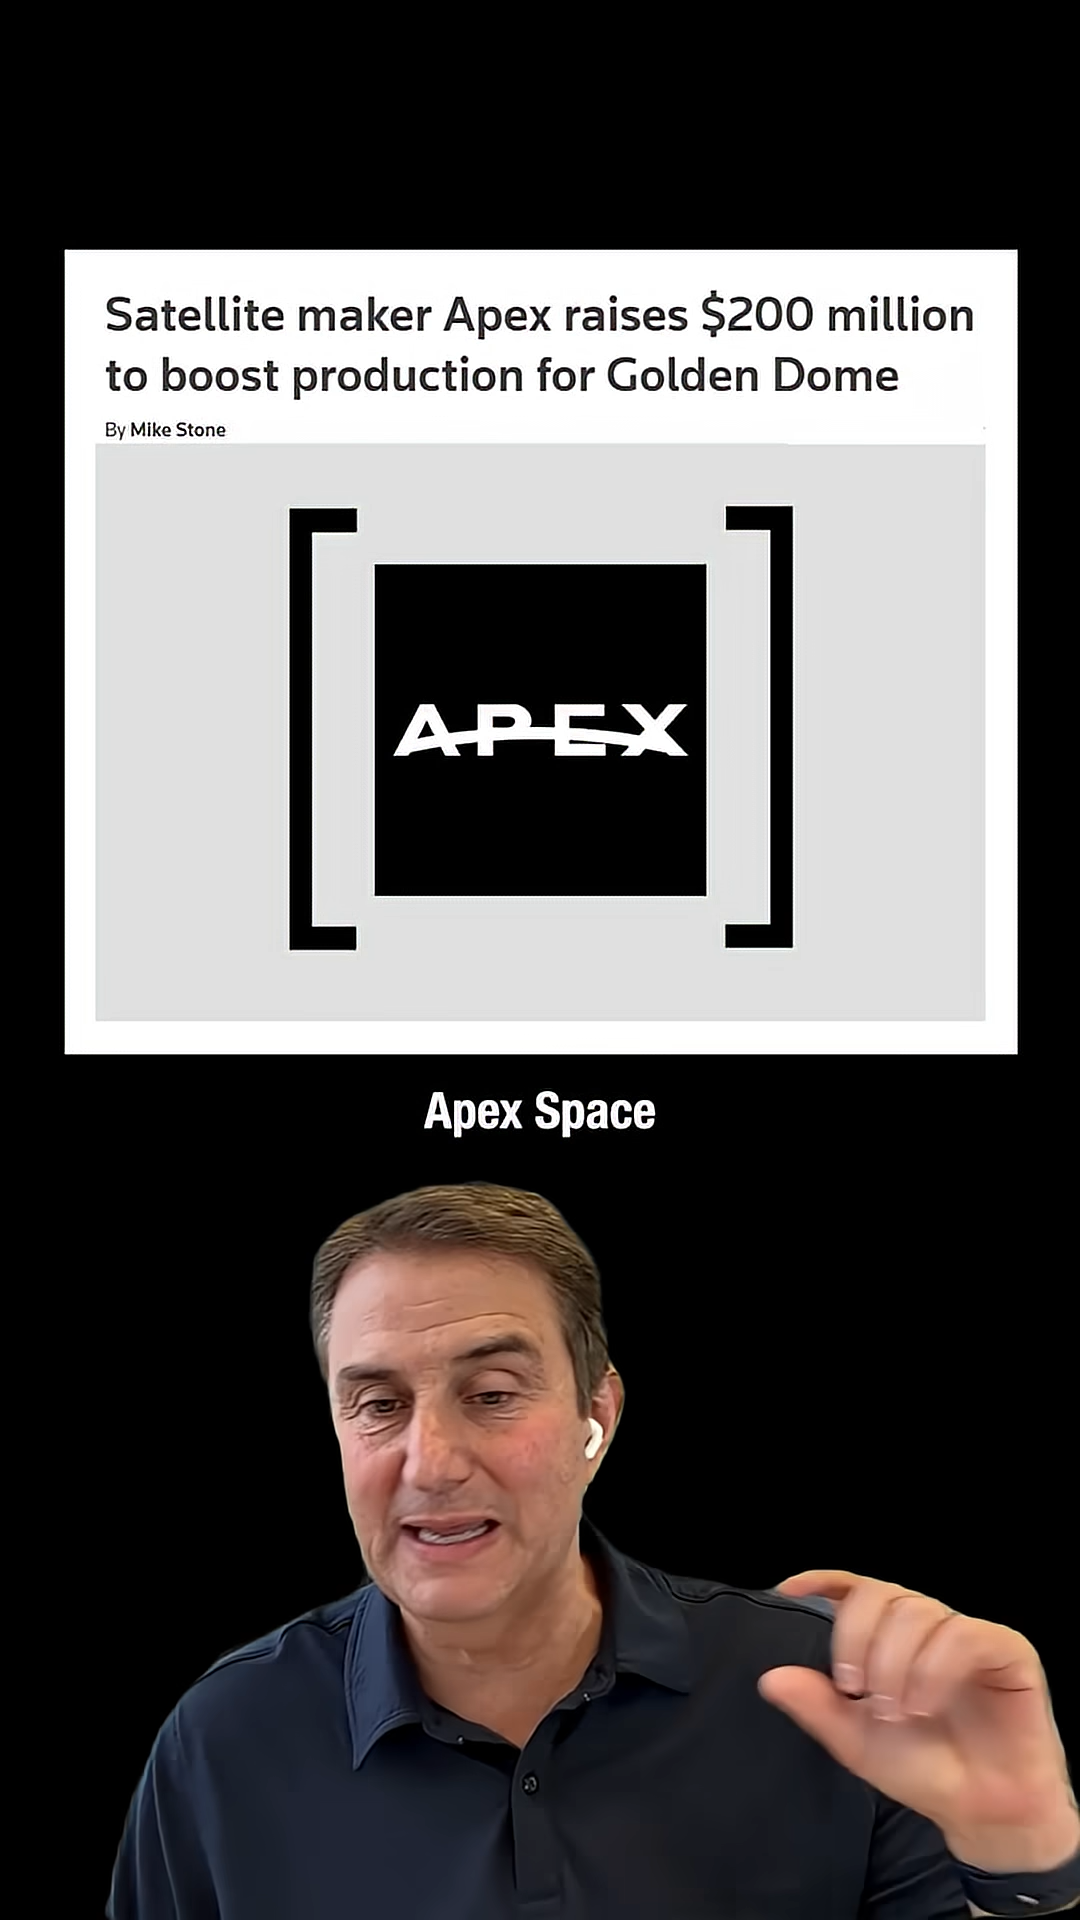 Satellite maker Apex raises $200 million
to boost production for Golden Dome
By Mike Stone
APEX
Apex Space